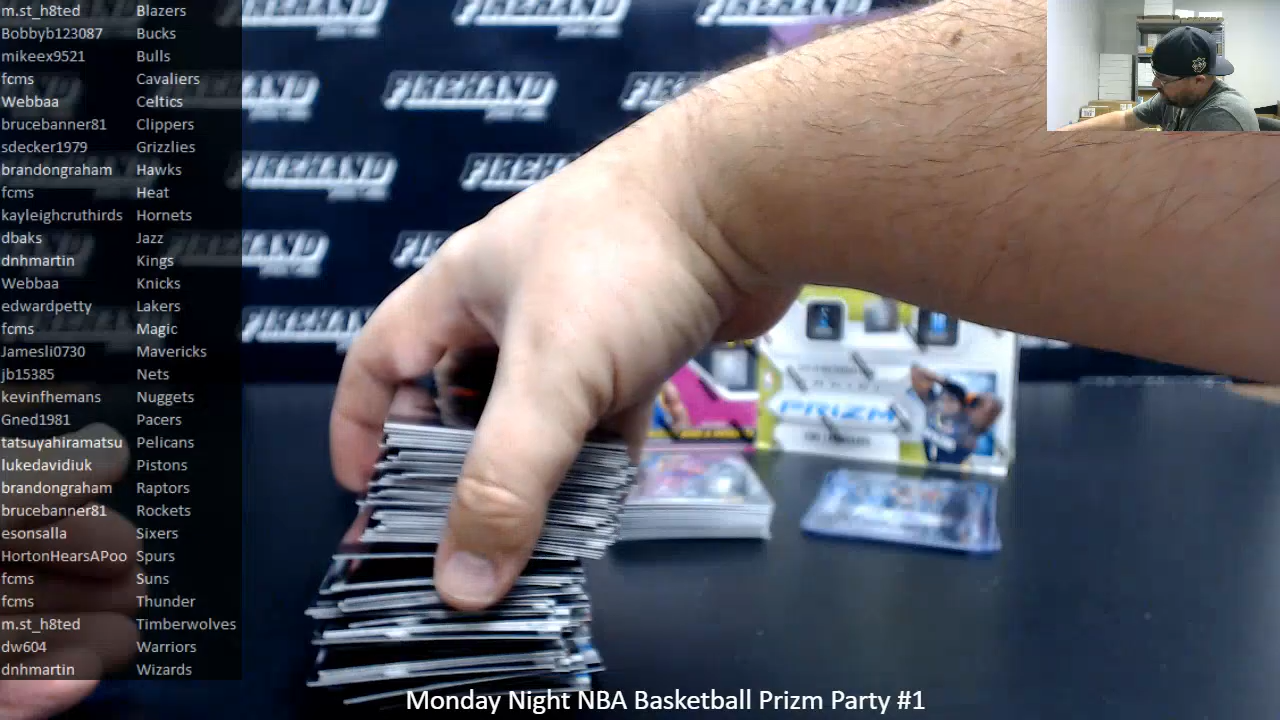 m.st_h8ted Blazers
Bobbyb123087 Bucks
mikeex9521 Bulls
fcms Cavaliers
Webbaa Celtics
brucebanner81 Clippers
sdecker1979 Grizzlies
brandongraham Hawks
fcms Heat
kayleighcruthirds Hornets
dbaks Jazz
dnhmartin Kings
Webbaa Knicks
edwardpetty Lakers
fcms Magic
Jamesli0730 Mavericks
jb15385 Nets
kevinfhemans Nuggets
Gned1981 Pacers
tatsuyahiramatsu Pelicans
lukedavidiuk Pistons
brandongraham Raptors
brucebanner81 Rockets
esonsalla Sixers
HortonHearsAPoo Spurs
fcms Suns
fcms Thunder
m.st_h8ted Timberwolves
dw604 Warriors
dnhmartin Wizards
FIREHAND
FIREHAND
FIREHAND
FIREHAND
FIREHAND
PRIZM
Monday Night NBA Basketball Prizm Party #1